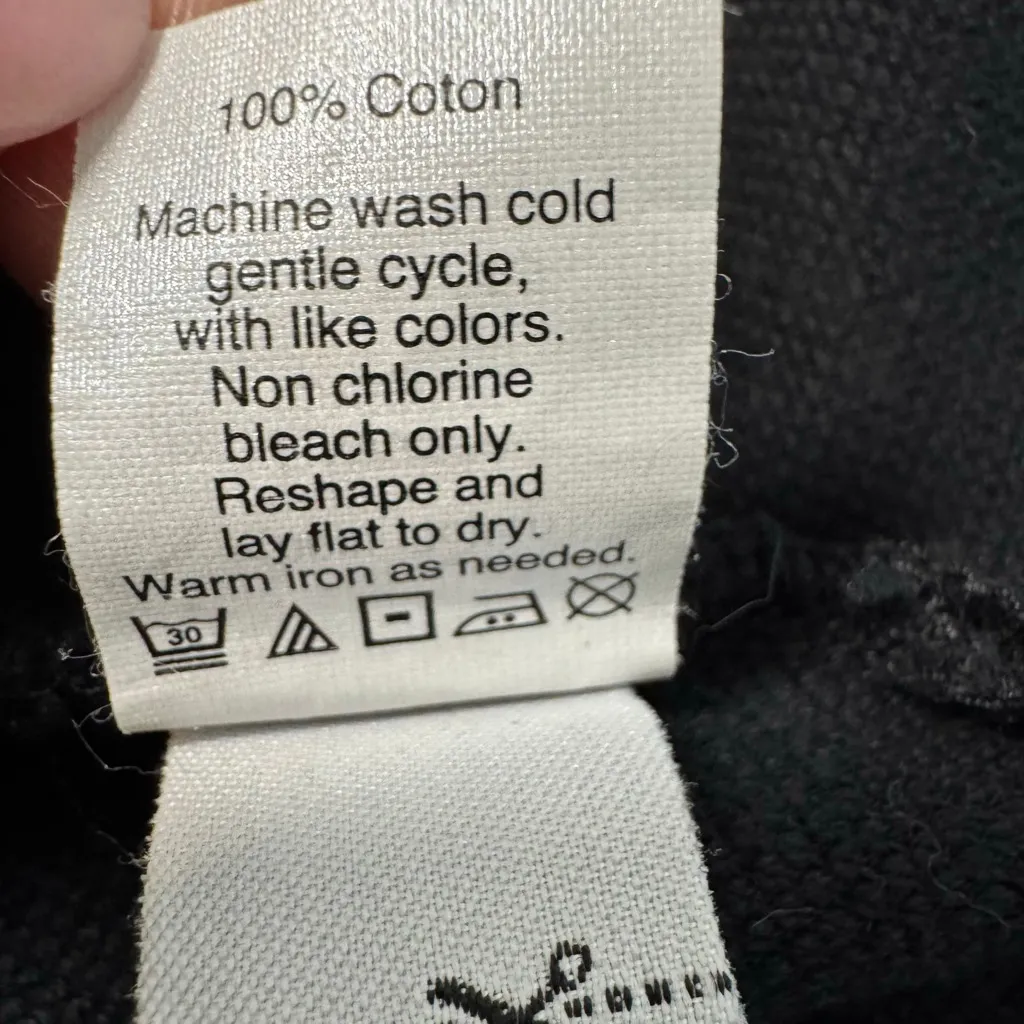 100% Coton
Machine wash cold
gentle cycle,
with like colors.
Non chlorine
bleach only.
Reshape and
lay flat to dry.
Warm iron as needed.
30